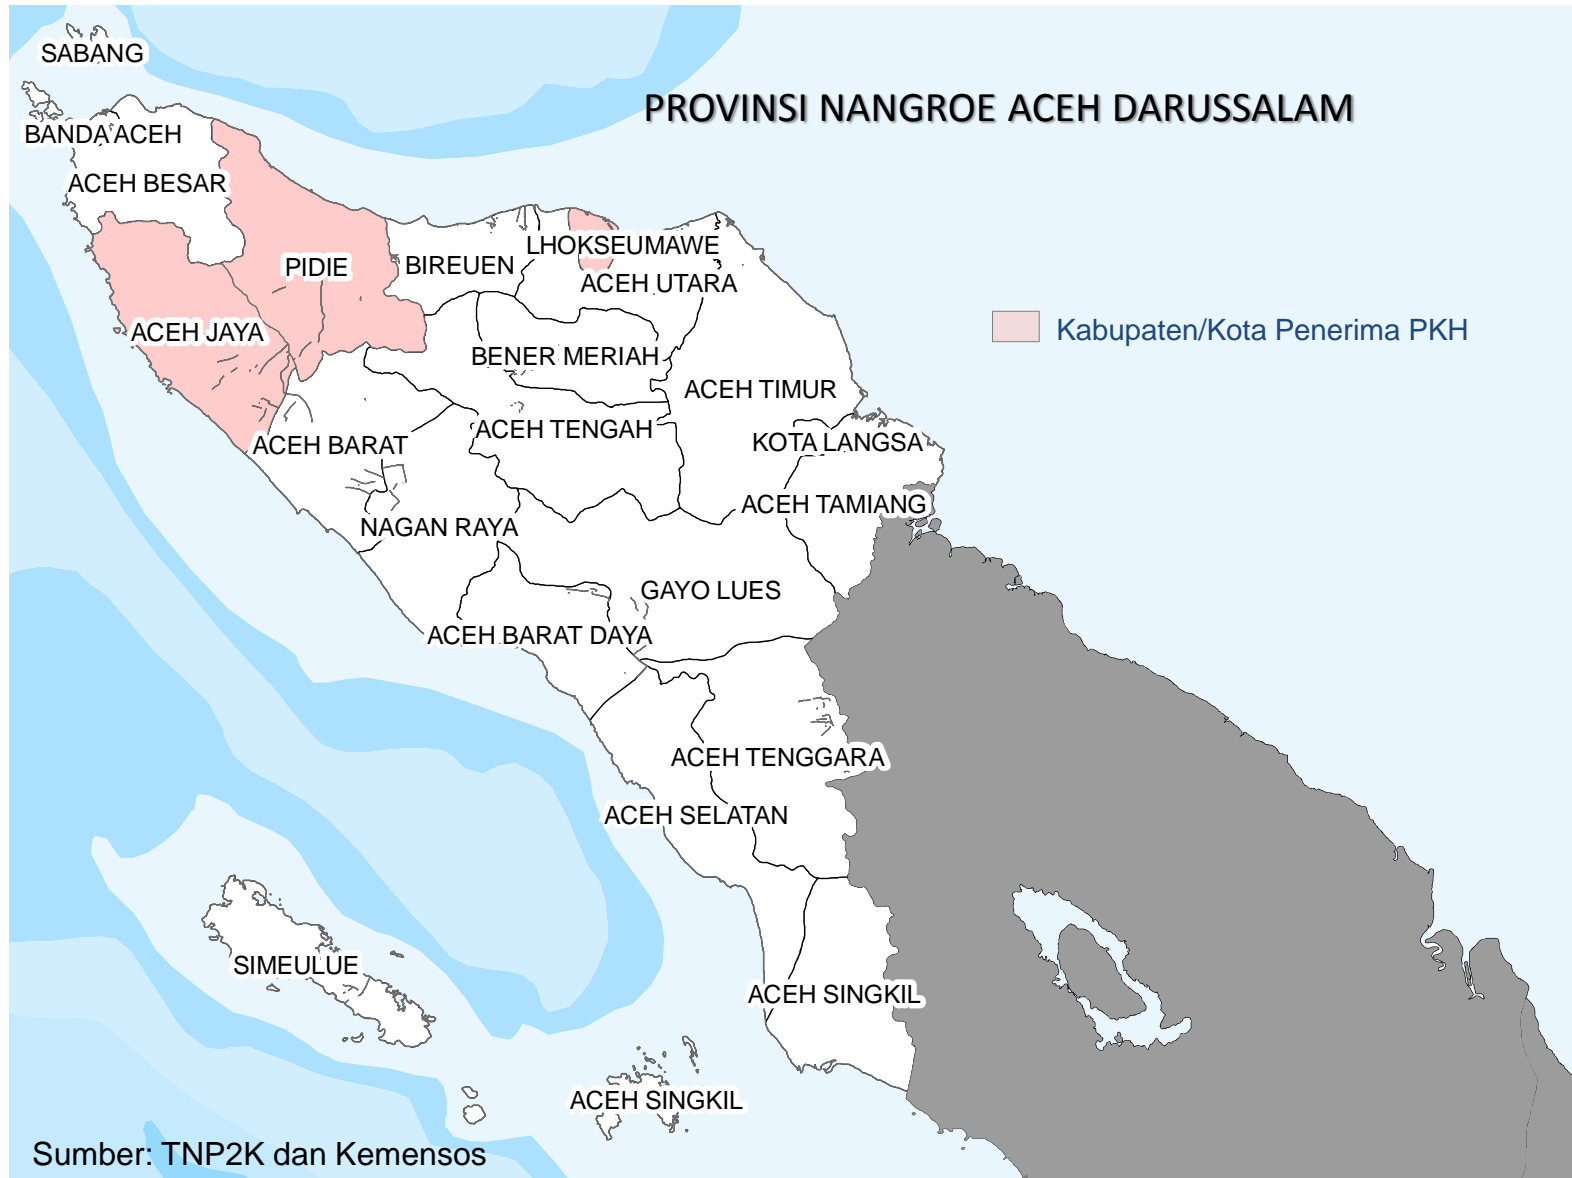 SABANG
PROVINSI NANGROE ACEH DARUSSALAM
BANDA ACEH
ACEH BESAR
LHOKSEUMAWE
PIDIE
BIREUEN
ACEH UTARA
ACEH JAYA
Kabupaten/Kota Penerima PKH
BENER MERIAH
ACEH TIMUR
ACEH TENGAH
ACEH BARAT
KOTA LANGSA
ACEH TAMIANG
NAGAN RAYA
GAYO LUES
ACEH BARAT DAYA
ACEH TENGGARA
ACEH SELATAN
SIMEULUE
ACEH SINGKIL
ACEH SINGKIL
Sumber: TNP2K dan Kemensos